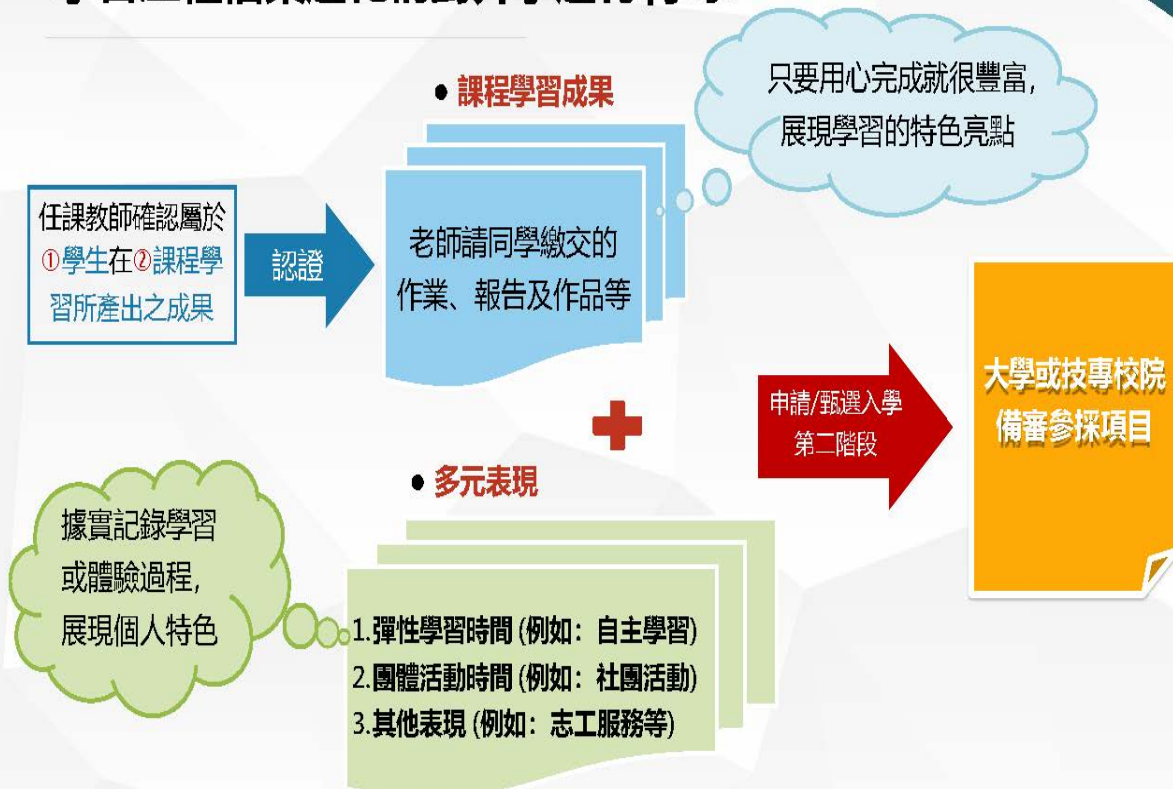 • 課程學習成果
只要用心完成就很豐富,
展現學習的特色亮點
任課教師確認屬於
①學生在②課程學
習所產出之成果
認證
老師請同學繳交的
作業、報告及作品等
申請/甄選入學
第二階段
大學或技專校院
備審參採項目
• 多元表現
據實記錄學習
或體驗過程,
展現個人特色
1.彈性學習時間 (例如：自主學習)
2.團體活動時間 (例如：社團活動)
3.其他表現 (例如：志工服務等)